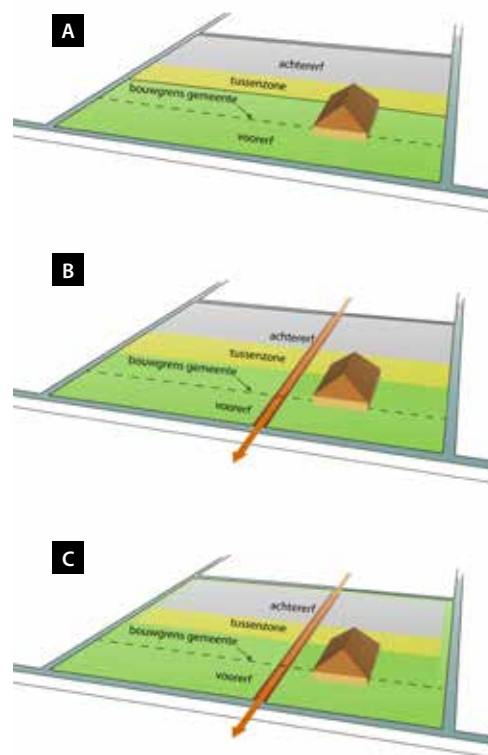 A
achtererf
tussenzone
bouwgrens gemeente
voorerf
B
achtererf
tussenzone
bouwgrens gemeente
voorerf
C
achtererf
tussenzone
bouwgrens gemeente
voorerf